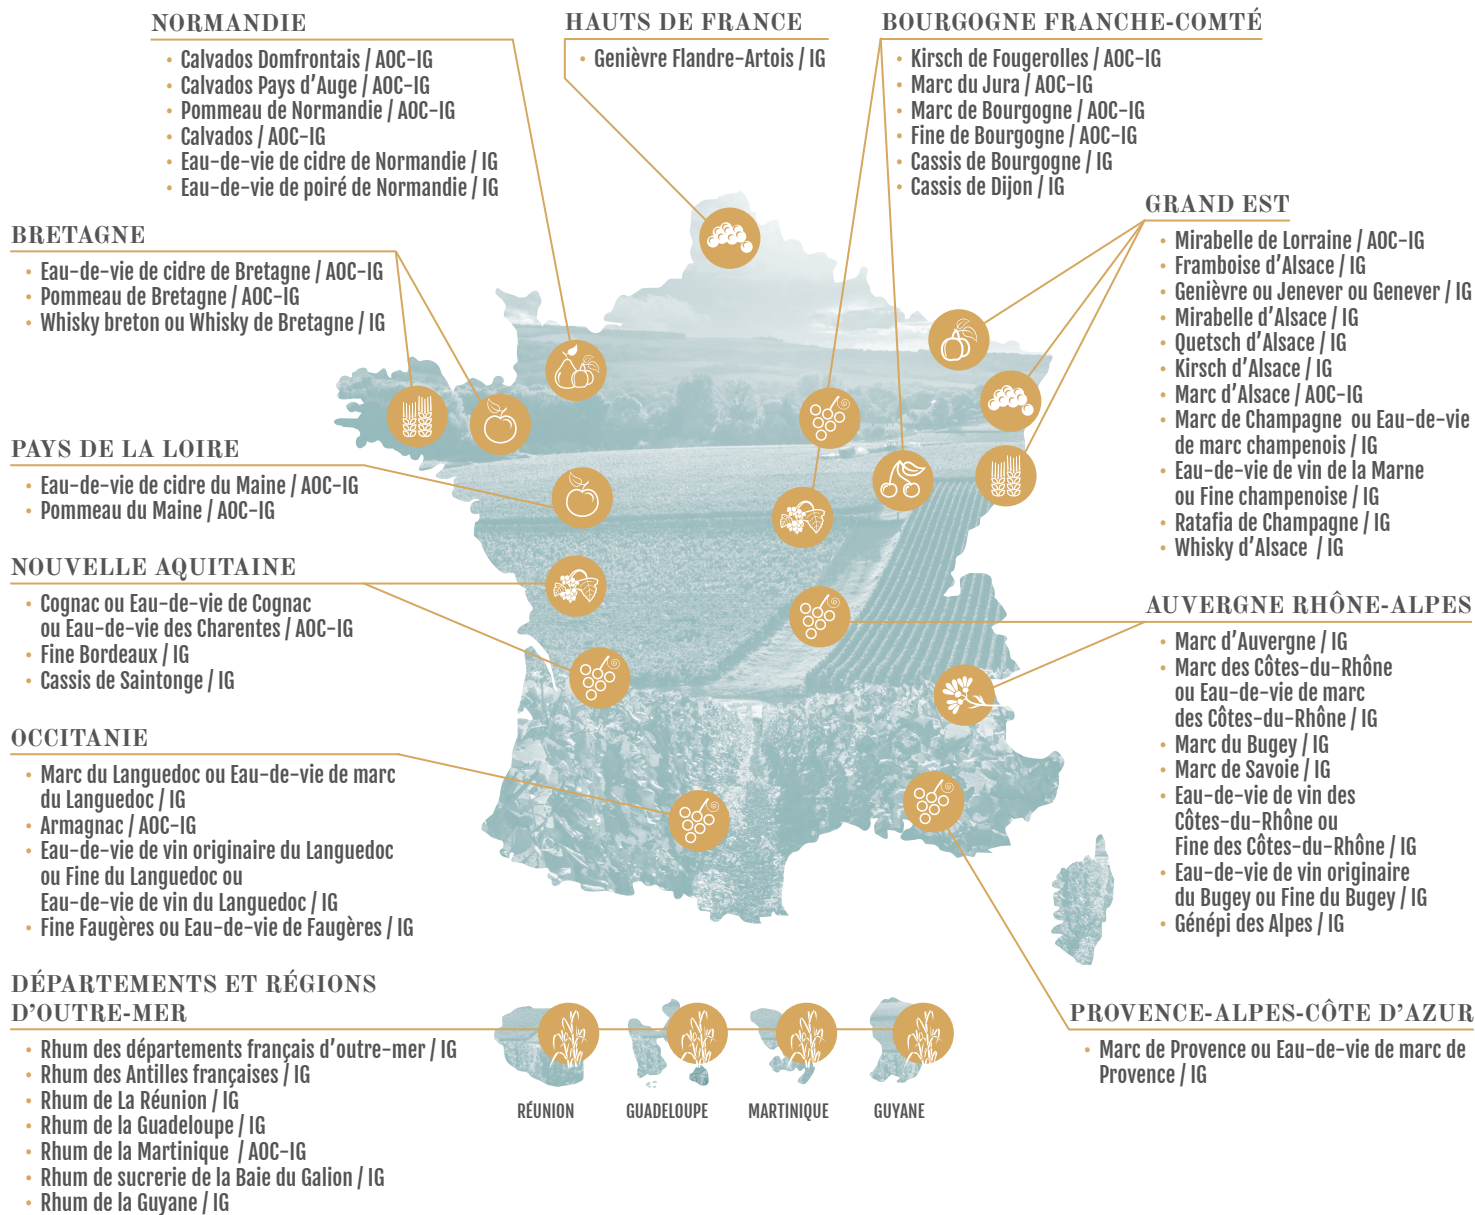 NORMANDIE
• Calvados Domfrontais / AOC-IG
• Calvados Pays d’Auge / AOC-IG
• Pommeau de Normandie / AOC-IG
• Calvados / AOC-IG
• Eau-de-vie de cidre de Normandie / IG
• Eau-de-vie de poiré de Normandie / IG
HAUTS DE FRANCE
• Genièvre Flandre-Artois / IG
BOURGOGNE FRANCHE-COMTÉ
• Kirsch de Fougerolles / AOC-IG
• Marc du Jura / AOC-IG
• Marc de Bourgogne / AOC-IG
• Fine de Bourgogne / AOC-IG
• Cassis de Bourgogne / IG
• Cassis de Dijon / IG
GRAND EST
• Mirabelle de Lorraine / AOC-IG
• Framboise d’Alsace / IG
• Genièvre ou Jenever ou Genever / IG
• Mirabelle d’Alsace / IG
• Quetsch d’Alsace / IG
• Kirsch d’Alsace / IG
• Marc d’Alsace / AOC-IG
• Marc de Champagne ou Eau-de-vie
de marc champenois / IG
• Eau-de-vie de vin de la Marne
ou Fine champenoise / IG
• Ratafia de Champagne / IG
• Whisky d’Alsace / IG
BRETAGNE
• Eau-de-vie de cidre de Bretagne / AOC-IG
• Pommeau de Bretagne / AOC-IG
• Whisky breton ou Whisky de Bretagne / IG
PAYS DE LA LOIRE
• Eau-de-vie de cidre du Maine / AOC-IG
• Pommeau du Maine / AOC-IG
NOUVELLE AQUITAINE
• Cognac ou Eau-de-vie de Cognac
ou Eau-de-vie des Charentes / AOC-IG
• Fine Bordeaux / IG
• Cassis de Saintonge / IG
AUVERGNE RHÔNE-ALPES
• Marc d’Auvergne / IG
• Marc des Côtes-du-Rhône
ou Eau-de-vie de marc
des Côtes-du-Rhône / IG
• Marc du Bugey / IG
• Marc de Savoie / IG
• Eau-de-vie de vin des
Côtes-du-Rhône ou
Fine des Côtes-du-Rhône / IG
• Eau-de-vie de vin originaire
du Bugey ou Fine du Bugey / IG
• Génépi des Alpes / IG
OCCITANIE
• Marc du Languedoc ou Eau-de-vie de marc
du Languedoc / IG
• Armagnac / AOC-IG
• Eau-de-vie de vin originaire du Languedoc
ou Fine du Languedoc ou
Eau-de-vie de vin du Languedoc / IG
• Fine Faugères ou Eau-de-vie de Faugères / IG
DÉPARTEMENTS ET RÉGIONS
D’OUTRE-MER
• Rhum des départements français d’outre-mer / IG
• Rhum des Antilles françaises / IG
• Rhum de La Réunion / IG
• Rhum de la Guadeloupe / IG
• Rhum de la Martinique / AOC-IG
• Rhum de sucrerie de la Baie du Galion / IG
• Rhum de la Guyane / IG
RÉUNION
GUADELOUPE
MARTINIQUE
GUYANE
PROVENCE-ALPES-CÔTE D’AZUR
• Marc de Provence ou Eau-de-vie de marc de
Provence / IG